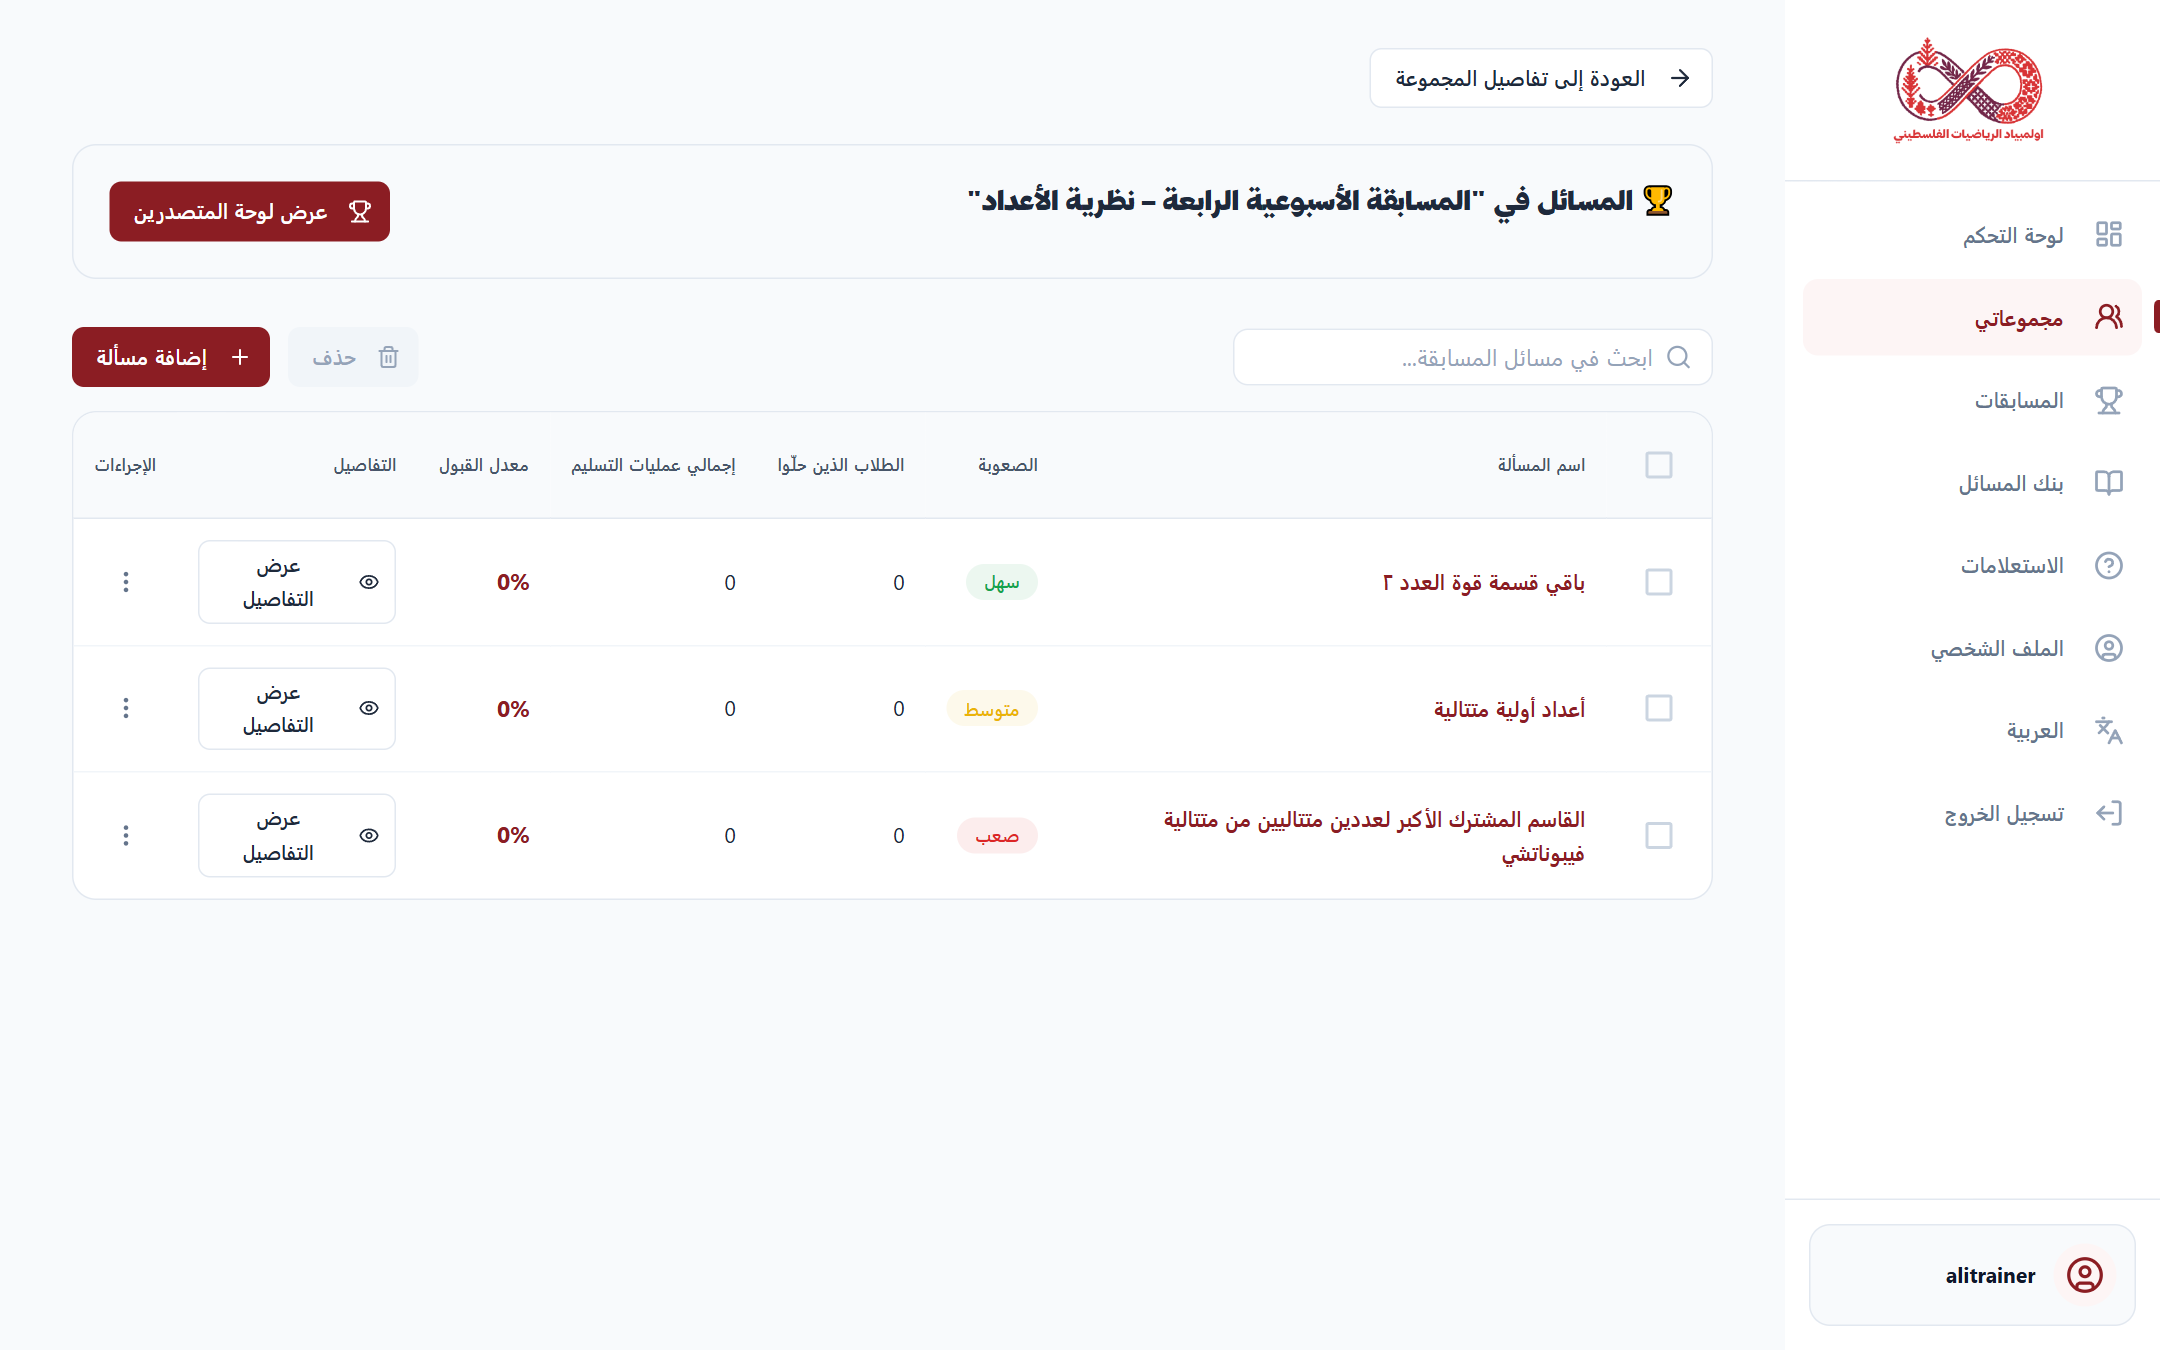 اولمبياد الرياضيات الفلسطيني
لوحة التحكم
مجموعاتي
المسابقات
بنك المسائل
الاستعلامات
الملف الشخصي
العربية
تسجيل الخروج
alitrainer
العودة إلى تفاصيل المجموعة
🏆 المسائل في "المسابقة الأسبوعية الرابعة – نظرية الأعداد"
عرض لوحة المتصدرين
ابحث في مسائل المسابقة...
حذف
إضافة مسألة
اسم المسألة الصعوبة الطلاب الذين حلّوا إجمالي عمليات التسليم معدل القبول التفاصيل الإجراءات
باقي قسمة قوة العدد ٢ سهل 0 0 0% عرض
التفاصيل
أعداد أولية متتالية متوسط 0 0 0% عرض
التفاصيل
القاسم المشترك الأكبر لعددين متتاليين من متتالية
فيبوناتشي
صعب 0 0 0% عرض
التفاصيل